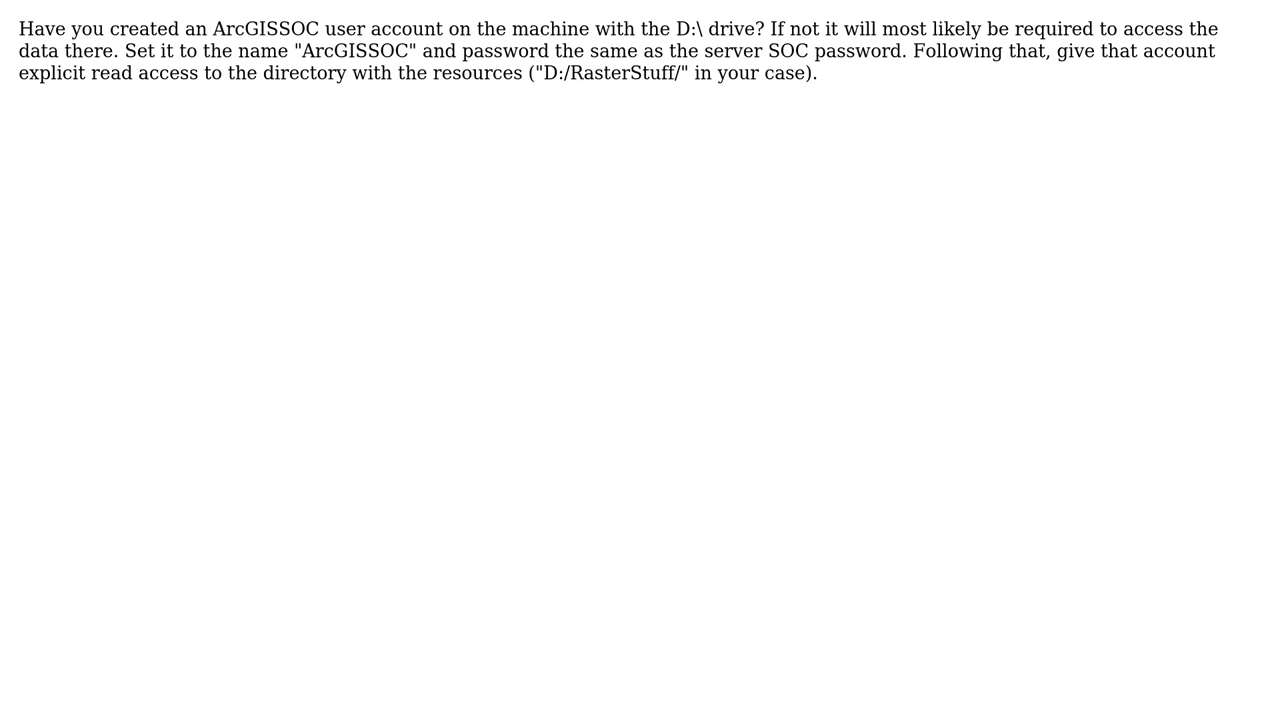 Have you created an ArcGISSOC user account on the machine with the D:\ drive? If not it will most likely be required to access the
data there. Set it to the name "ArcGISSOC" and password the same as the server SOC password. Following that, give that account
explicit read access to the directory with the resources ("D:/RasterStuff/" in your case).